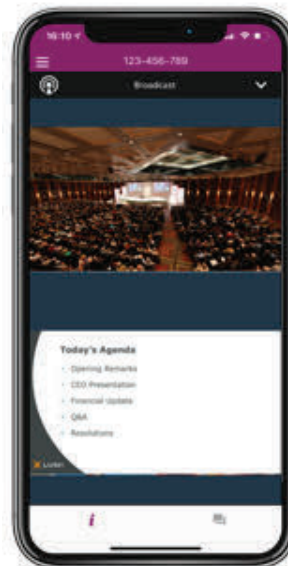 16:10
123-456-789
Broadcast
Today's Agenda
Opening Remarks
CEO Presentation
Financial Update
Q&A
Resolutions
i